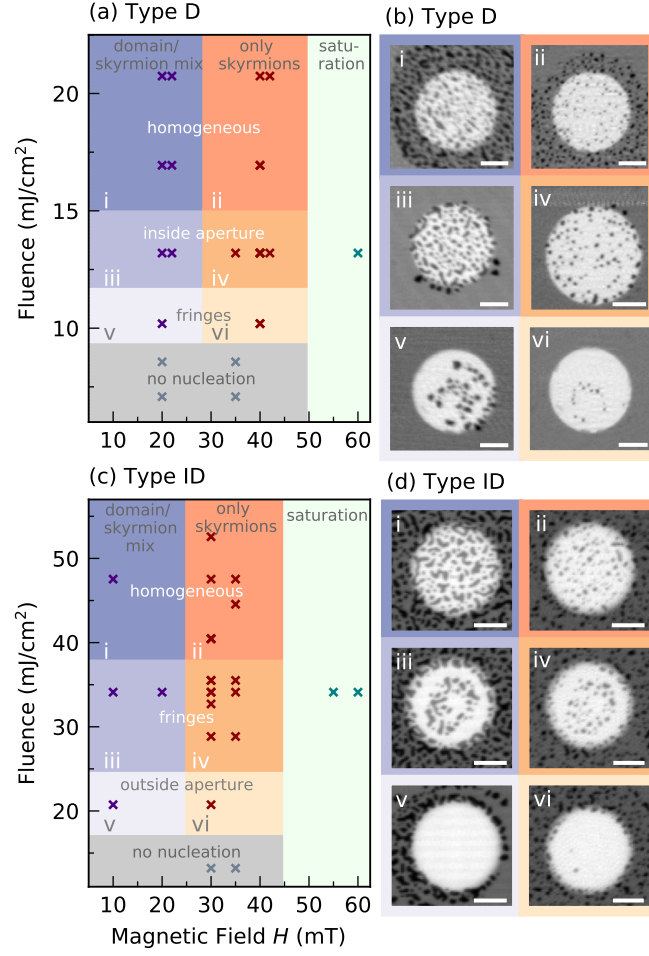 (a) Type D
domain/
skyrmion mix
only
skyrmions
satu-
ration
homogeneous
i
ii
inside aperture
iii
iv
fringes
v
vi
no nucleation
20
15
10
Fluence (mJ/cm²)
10 20 30 40 50 60
(b) Type D
i
ii
iii
iv
v
vi
(c) Type ID
domain/
skyrmion
mix
only
skyrmions
saturation
homogeneous
i
ii
fringes
iii
iv
outside aperture
v
vi
no nucleation
50
40
30
20
Fluence (mJ/cm²)
10 20 30 40 50 60
Magnetic Field H (mT)
(d) Type ID
i
ii
iii
iv
v
vi